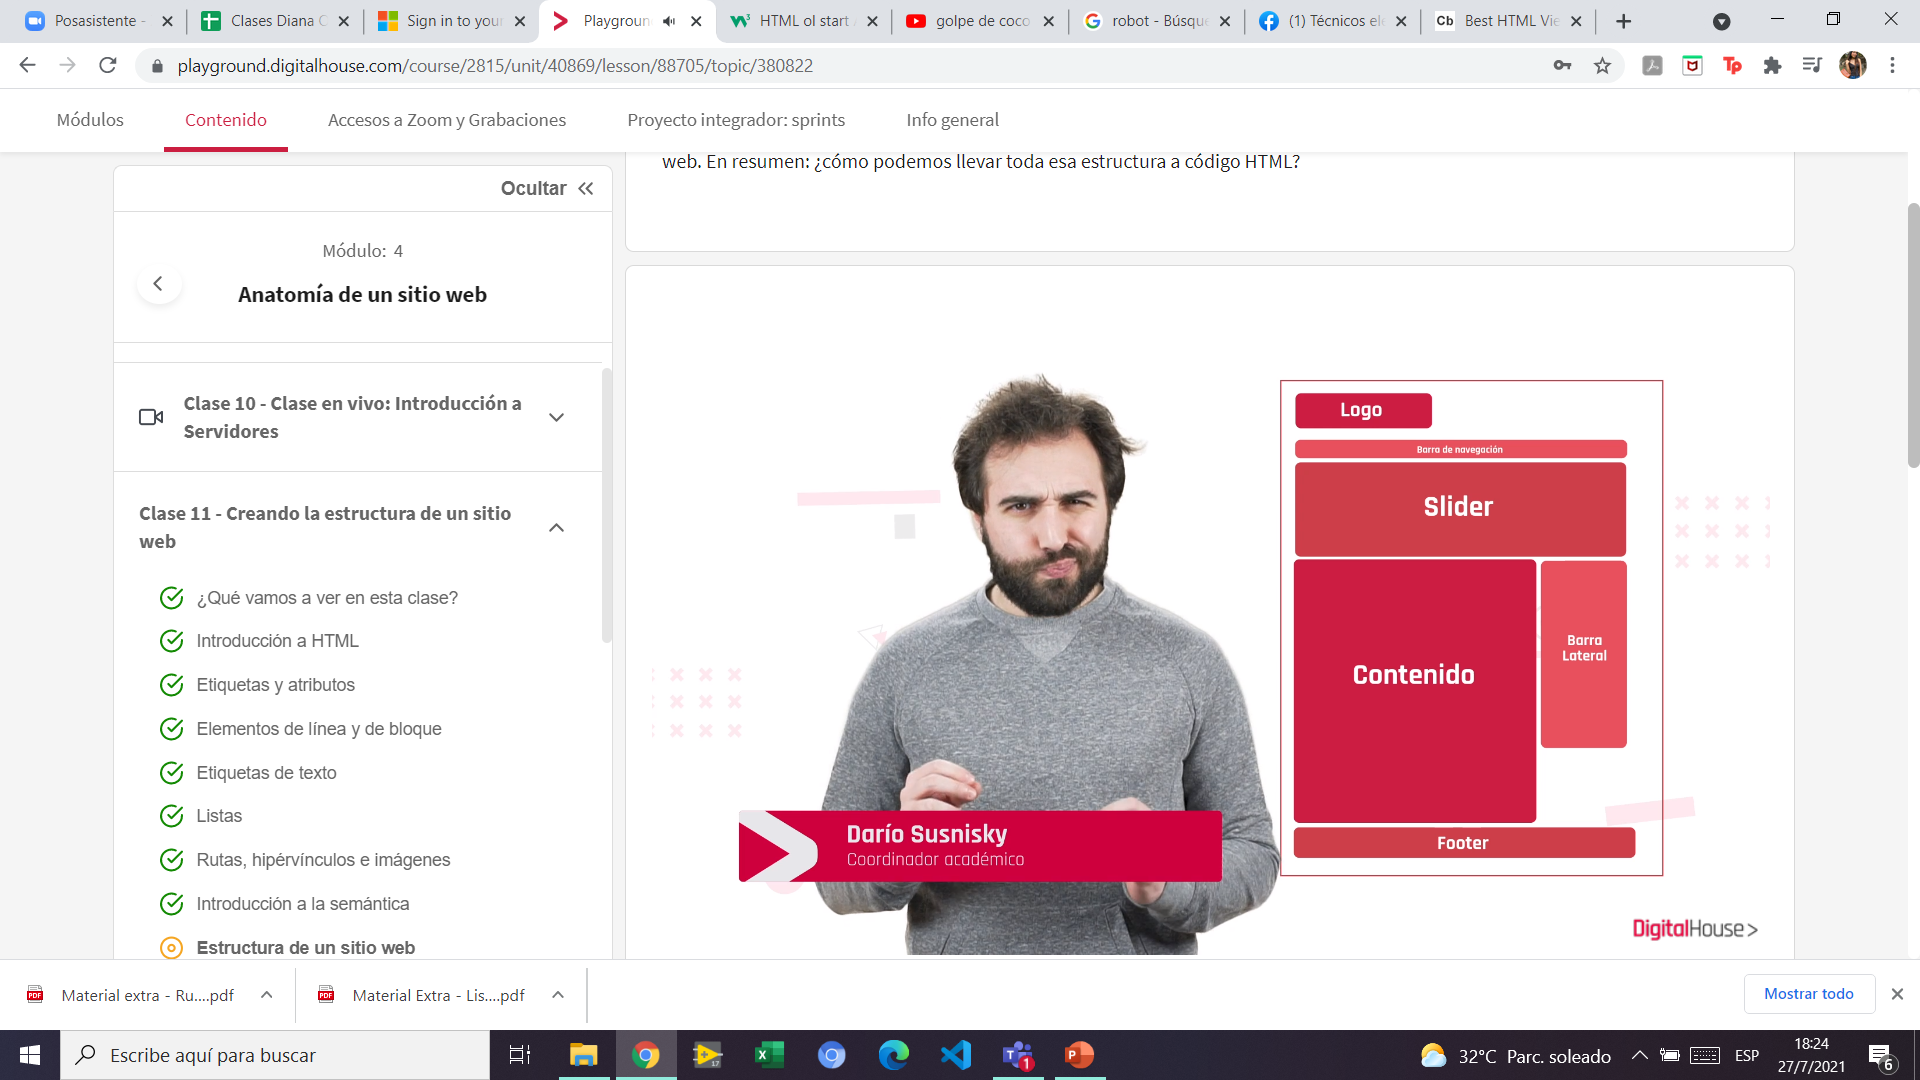 Posasistente -
Clases Diana C
Sign in to your
Playground
HTML ol start
golpe de coco
robot - Búsque
(1) Técnicos ele
Cb Best HTML Vie
playground.digitalhouse.com/course/2815/unit/40869/lesson/88705/topic/380822
Módulos
Contenido
Accesos a Zoom y Grabaciones
Proyecto integrador: sprints
Info general
web. En resumen: ¿cómo podemos llevar toda esa estructura a código HTML?
Ocultar
Módulo: 4
Anatomía de un sitio web
Clase 10 - Clase en vivo: Introducción a
Servidores
Clase 11 - Creando la estructura de un sitio
web
¿Qué vamos a ver en esta clase?
Introducción a HTML
Etiquetas y atributos
Elementos de línea y de bloque
Etiquetas de texto
Listas
Rutas, hipérvínculos e imágenes
Introducción a la semántica
Estructura de un sitio web
Logo
Barra de navegación
Slider
Contenido
Barra
Lateral
Footer
Darío Susnisky
Coordinador académico
DigitalHouse>
Material extra - Ru....pdf
Material Extra - Lis....pdf
Mostrar todo
Escribe aquí para buscar
32°C Parc. soleado
ESP
18:24
27/7/2021
6